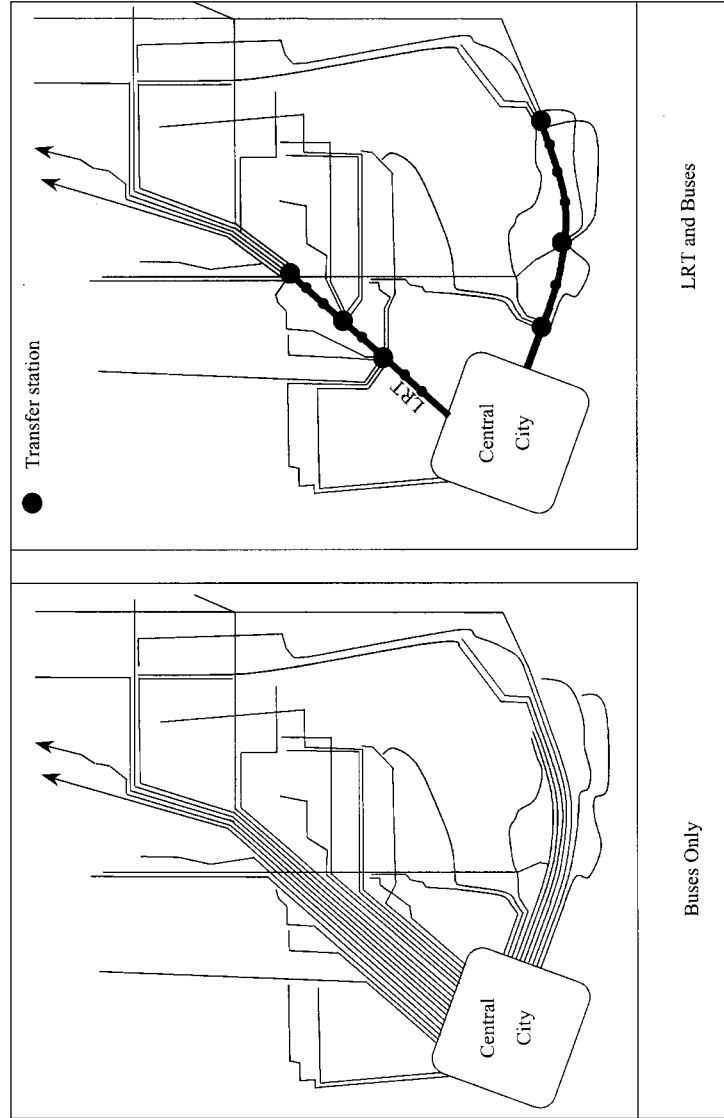 Transfer station
LRT
Central
City
LRT and Buses
Central
City
Buses Only